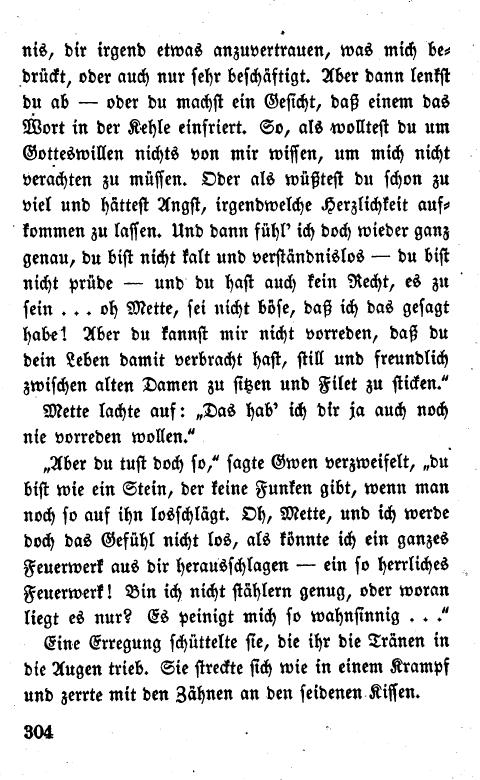 nis, dir irgend etwas anzuvertrauen, was mich be-
drückt, oder auch nur sehr beschäftigt. Aber dann lenkst
du ab — oder du machst ein Gesicht, daß einem das
Wort in der Kehle einfriert. So, als wolltest du um
Gotteswillen nichts von mir wissen, um mich nicht
verachten zu müssen. Oder als wüßtest du schon zu
viel und hättest Angst, irgendwelche Herzlichkeit auf-
kommen zu lassen. Und dann fühl' ich doch wieder ganz
genau, du bist nicht kalt und verständnislos — du bist
nicht prüde — und du hast auch kein Recht, es zu
sein . . . oh Mette, sei nicht böse, daß ich das gesagt
habe! Aber du kannst mir nicht vorreden, daß du
dein Leben damit verbracht hast, still und freundlich
zwischen alten Damen zu sitzen und Filet zu sticken.“
Mette lachte auf: „Das hab' ich dir ja auch noch
nie vorreden wollen.“
„Aber du tust doch so,“ sagte Gwen verzweifelt, „du
bist wie ein Stein, der keine Funken gibt, wenn man
noch so auf ihn losschlägt. Oh, Mette, und ich werde
doch das Gefühl nicht los, als könnte ich ein ganzes
Feuerwerk aus dir herausschlagen — ein so herrliches
Feuerwerk! Bin ich nicht stählern genug, oder woran
liegt es nur? Es peinigt mich so wahnsinnig . . .“
Eine Erregung schüttelte sie, die ihr die Tränen in
die Augen trieb. Sie streckte sich wie in einem Krampf
und zerrte mit den Zähnen an den seidenen Kissen.
304